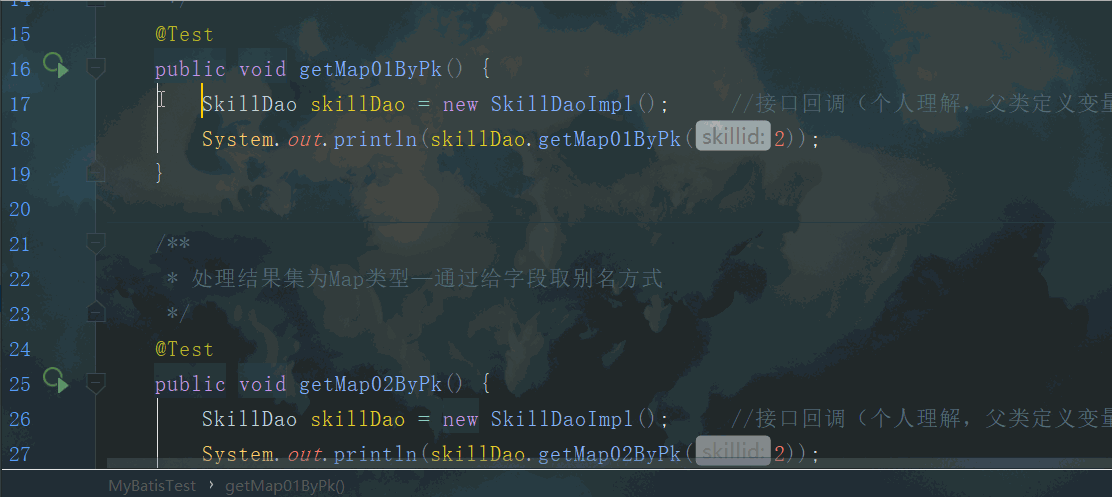 14 */
15 @Test
16 public void getMap01ByPk() {
17 SkillDao skillDao = new SkillDaoImpl(); //接口回调（个人理解，父类定义变量
18 System.out.println(skillDao.getMap01ByPk( skillid: 2));
19 }
20
21 /**
22 * 处理结果集为Map类型—通过给字段取别名方式
23 */
24 @Test
25 public void getMap02ByPk() {
26 SkillDao skillDao = new SkillDaoImpl(); //接口回调（个人理解，父类定义变量
27 System.out.println(skillDao.getMap02ByPk( skillid: 2));
MyBatisTest › getMap01ByPk()